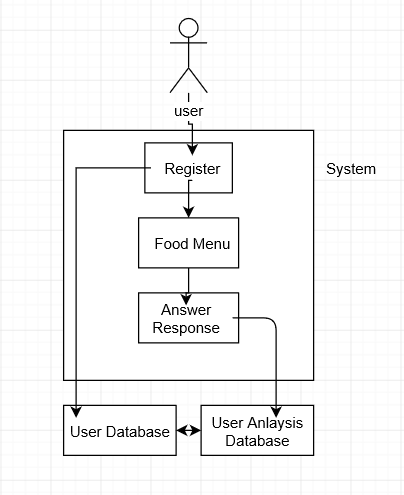 user
Register
System
Food Menu
Answer
Response
User Database
User Anlaysis
Database